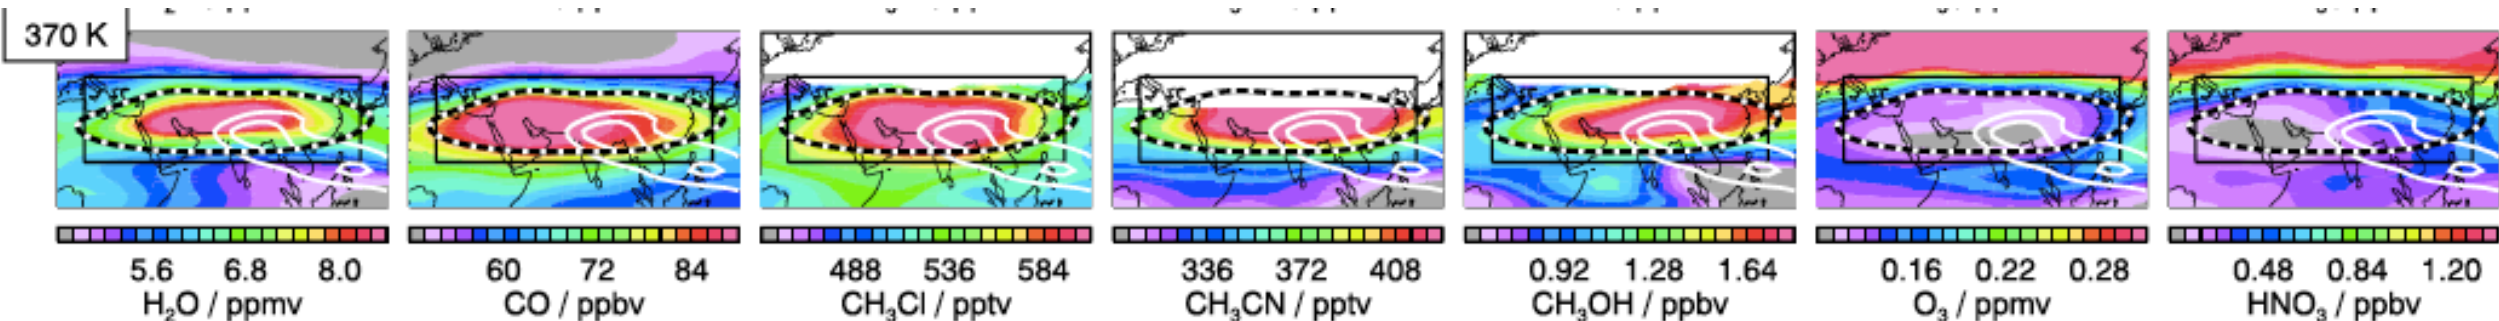 370 K
5.6 6.8 8.0
H₂O / ppmv
60 72 84
CO / ppbv
488 536 584
CH₃Cl / pptv
336 372 408
CH₃CN / pptv
0.92 1.28 1.64
CH₃OH / ppbv
0.16 0.22 0.28
O₃ / ppmv
0.48 0.84 1.20
HNO₃ / ppbv